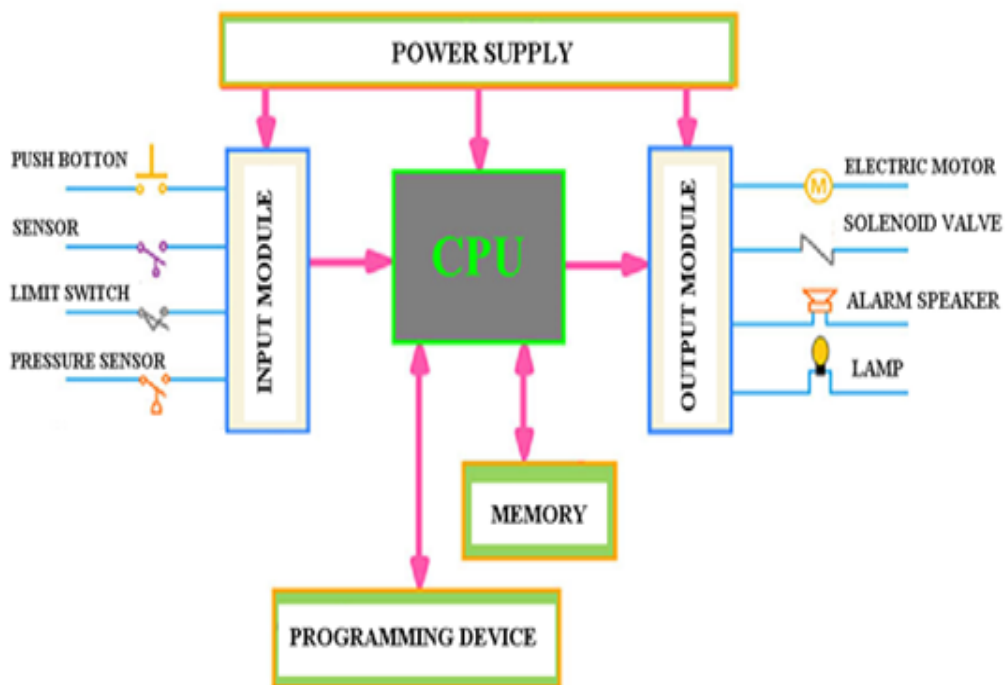 POWER SUPPLY
PUSH BOTTON
SENSOR
LIMIT SWITCH
PRESSURE SENSOR
INPUT MODULE
CPU
OUTPUT MODULE
ELECTRIC MOTOR
M
SOLENOID VALVE
ALARM SPEAKER
LAMP
MEMORY
PROGRAMMING DEVICE